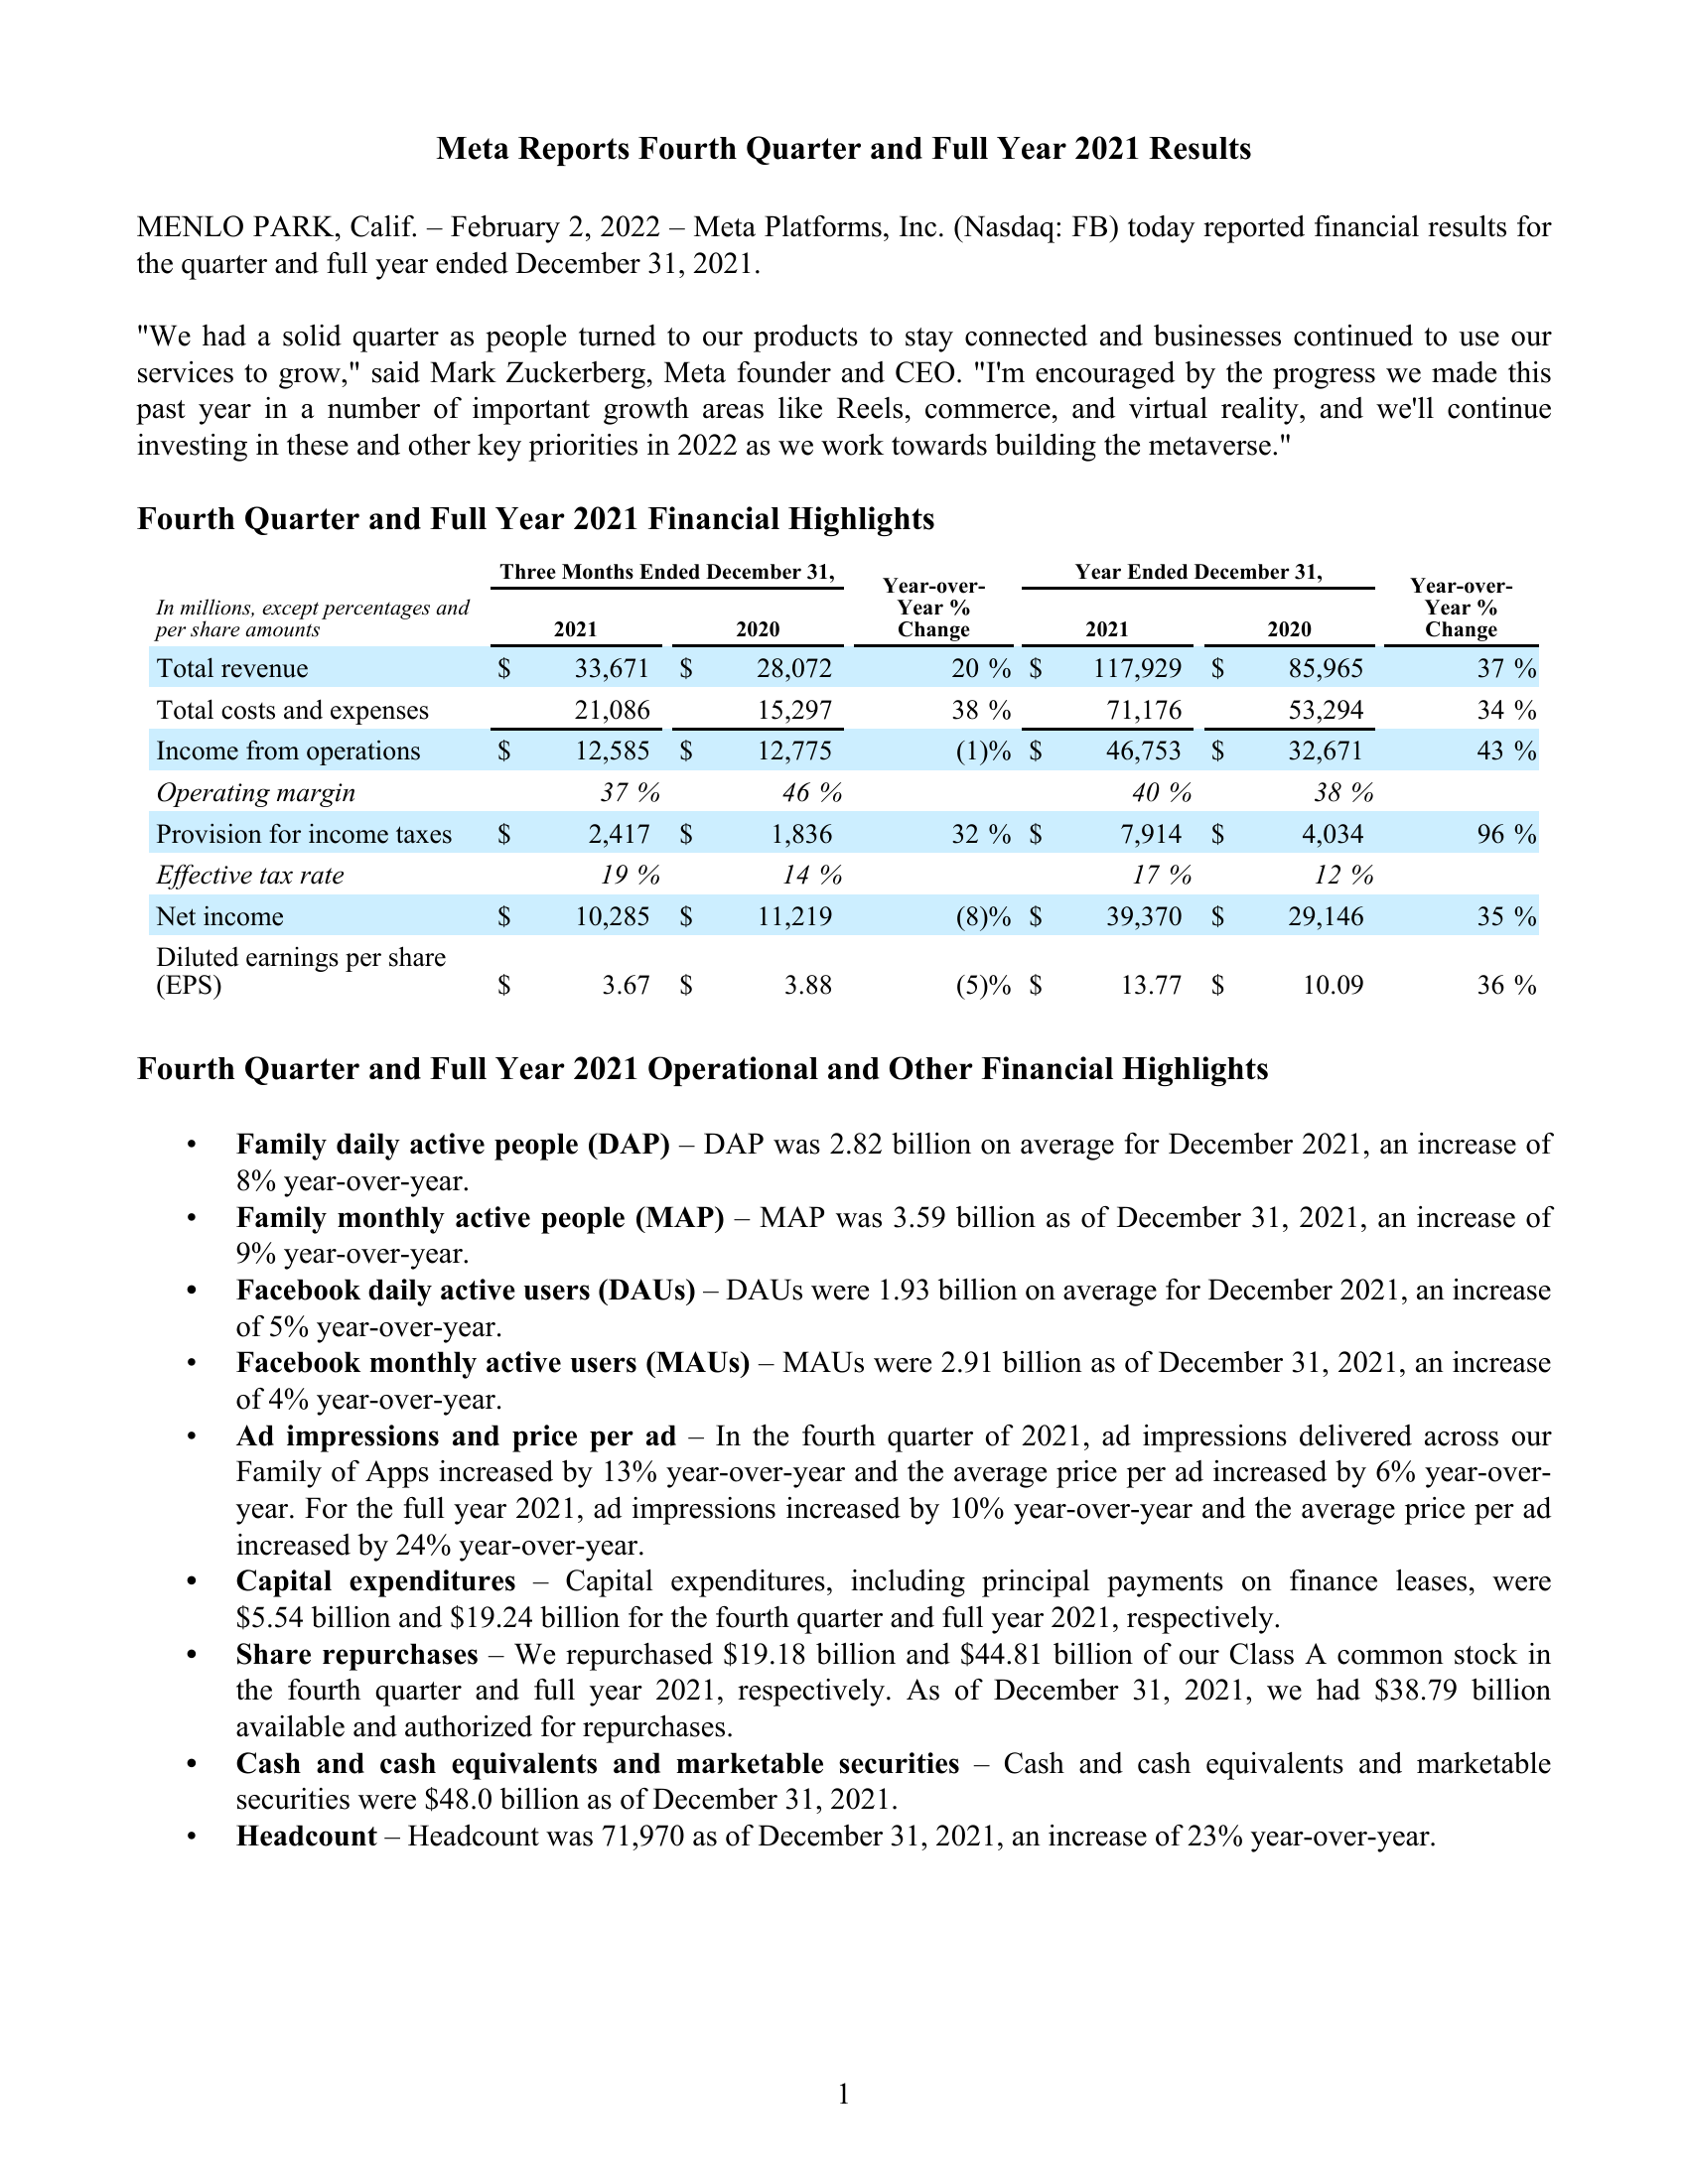 Meta Reports Fourth Quarter and Full Year 2021 Results
MENLO PARK, Calif. – February 2, 2022 – Meta Platforms, Inc. (Nasdaq: FB) today reported financial results for
the quarter and full year ended December 31, 2021.
"We had a solid quarter as people turned to our products to stay connected and businesses continued to use our
services to grow," said Mark Zuckerberg, Meta founder and CEO. "I'm encouraged by the progress we made this
past year in a number of important growth areas like Reels, commerce, and virtual reality, and we'll continue
investing in these and other key priorities in 2022 as we work towards building the metaverse."
Fourth Quarter and Full Year 2021 Financial Highlights
Three Months Ended December 31, Year-over-Year % Change Year Ended December 31, Year-over-Year % Change
In millions, except percentages and
per share amounts 2021 2020 2021 2020
Total revenue $ 33,671 $ 28,072 20 % $ 117,929 $ 85,965 37 %
Total costs and expenses 21,086 15,297 38 % 71,176 53,294 34 %
Income from operations $ 12,585 $ 12,775 (1)% $ 46,753 $ 32,671 43 %
Operating margin 37 % 46 % 40 % 38 %
Provision for income taxes $ 2,417 $ 1,836 32 % $ 7,914 $ 4,034 96 %
Effective tax rate 19 % 14 % 17 % 12 %
Net income $ 10,285 $ 11,219 (8)% $ 39,370 $ 29,146 35 %
Diluted earnings per share
(EPS) $ 3.67 $ 3.88 (5)% $ 13.77 $ 10.09 36 %
Fourth Quarter and Full Year 2021 Operational and Other Financial Highlights
• Family daily active people (DAP) – DAP was 2.82 billion on average for December 2021, an increase of
8% year-over-year.
• Family monthly active people (MAP) – MAP was 3.59 billion as of December 31, 2021, an increase of
9% year-over-year.
• Facebook daily active users (DAUs) – DAUs were 1.93 billion on average for December 2021, an increase
of 5% year-over-year.
• Facebook monthly active users (MAUs) – MAUs were 2.91 billion as of December 31, 2021, an increase
of 4% year-over-year.
• Ad impressions and price per ad – In the fourth quarter of 2021, ad impressions delivered across our
Family of Apps increased by 13% year-over-year and the average price per ad increased by 6% year-over-
year. For the full year 2021, ad impressions increased by 10% year-over-year and the average price per ad
increased by 24% year-over-year.
• Capital expenditures – Capital expenditures, including principal payments on finance leases, were
$5.54 billion and $19.24 billion for the fourth quarter and full year 2021, respectively.
• Share repurchases – We repurchased $19.18 billion and $44.81 billion of our Class A common stock in
the fourth quarter and full year 2021, respectively. As of December 31, 2021, we had $38.79 billion
available and authorized for repurchases.
• Cash and cash equivalents and marketable securities – Cash and cash equivalents and marketable
securities were $48.0 billion as of December 31, 2021.
• Headcount – Headcount was 71,970 as of December 31, 2021, an increase of 23% year-over-year.
1